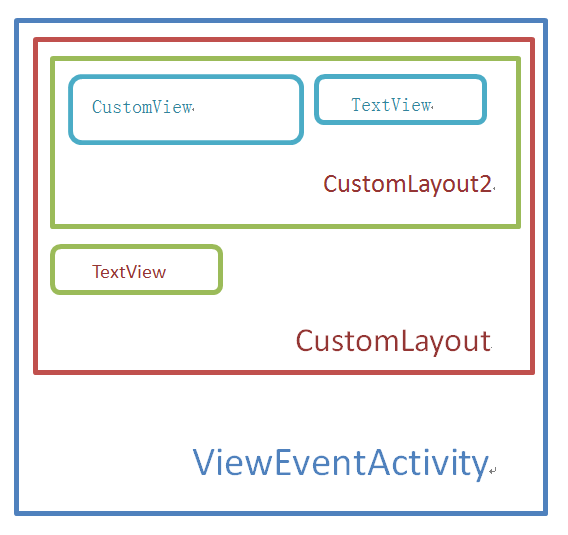 CustomView
TextView
CustomLayout2
TextView
CustomLayout
ViewEventActivity